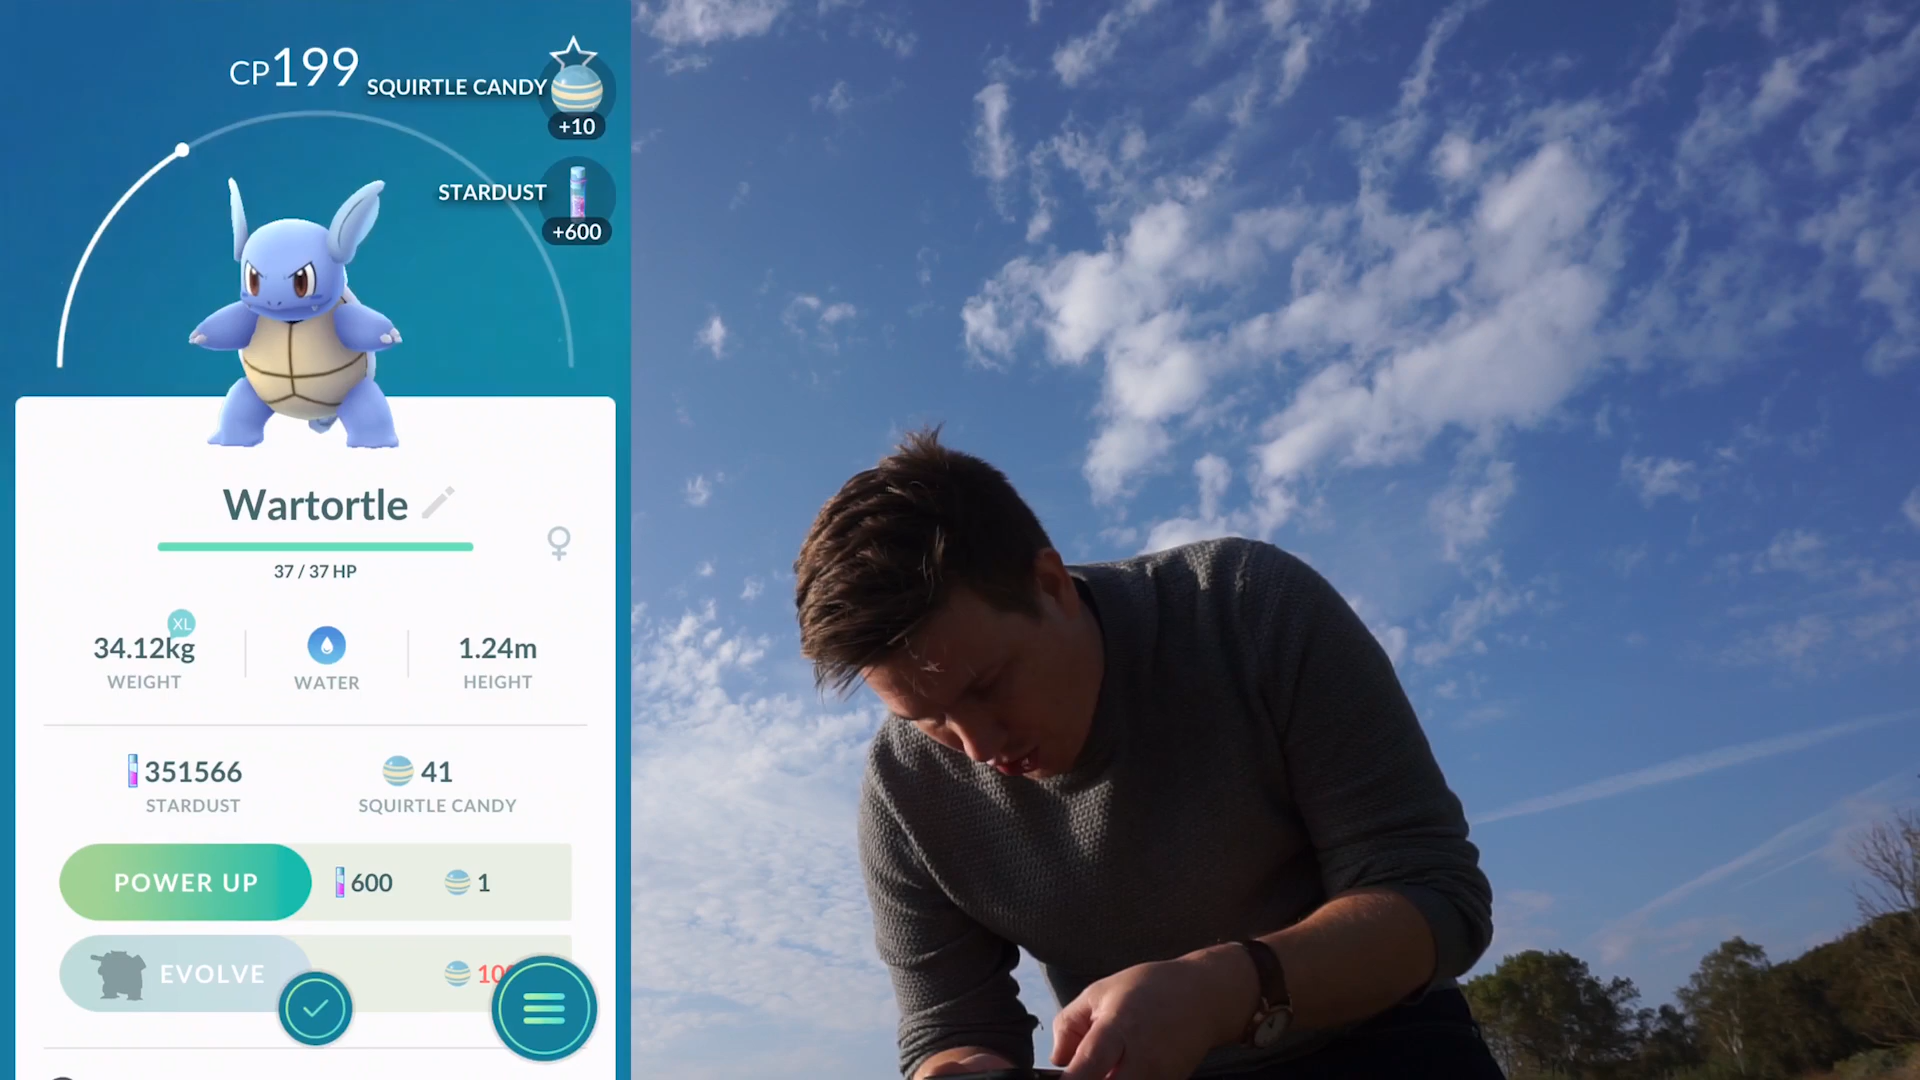 CP199
SQUIRTLE CANDY
+10
STARDUST
+600
Wartortle
37 / 37 HP
XL
34.12kg
WEIGHT
WATER
1.24m
HEIGHT
351566
STARDUST
41
SQUIRTLE CANDY
POWER UP
600
1
EVOLVE